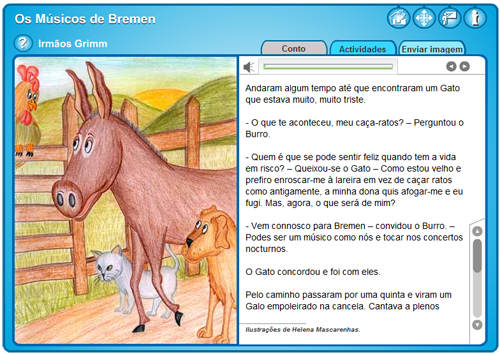 Os Músicos de Bremen
? Irmãos Grimm
Conto
Actividades
Enviar imagem
Andaram algum tempo até que encontraram um Gato
que estava muito, muito triste.
- O que te aconteceu, meu caça-ratos? – Perguntou o
Burro.
- Quem é que se pode sentir feliz quando tem a vida
em risco? – Queixou-se o Gato – Como estou velho e
prefiro enroscar-me à lareira em vez de caçar ratos
como antigamente, a minha dona quis afogar-me e eu
fugi. Mas, agora, o que será de mim?
- Vem connosco para Bremen – convidou o Burro. –
Podes ser um músico como nós e tocar nos concertos
nocturnos.
O Gato concordou e foi com eles.
Pelo caminho passaram por uma quinta e viram um
Galo empoleirado na cancela. Cantava a plenos
Ilustrações de Helena Mascarenhas.